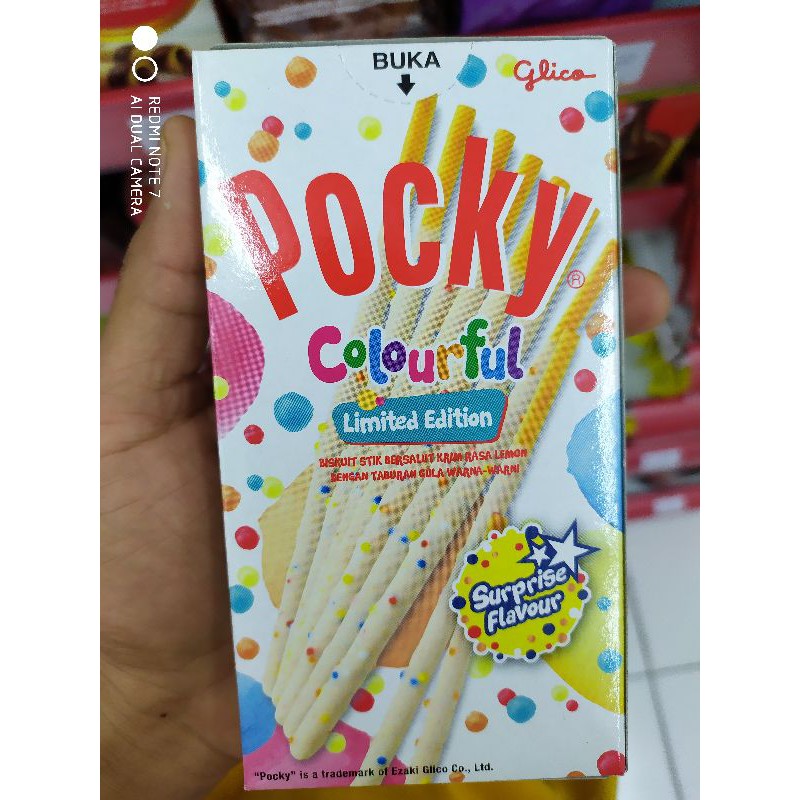 BUKA
Glico
Pocky®
Colourful
Limited Edition
BISKUIT STIK BERSALUT KRIM RASA LEMON
DENGAN TABURAN GULA WARNA-WARNI
Surprise
Flavour
"Pocky" is a trademark of Ezaki Glico Co., Ltd.
REDMI NOTE 7
AI DUAL CAMERA